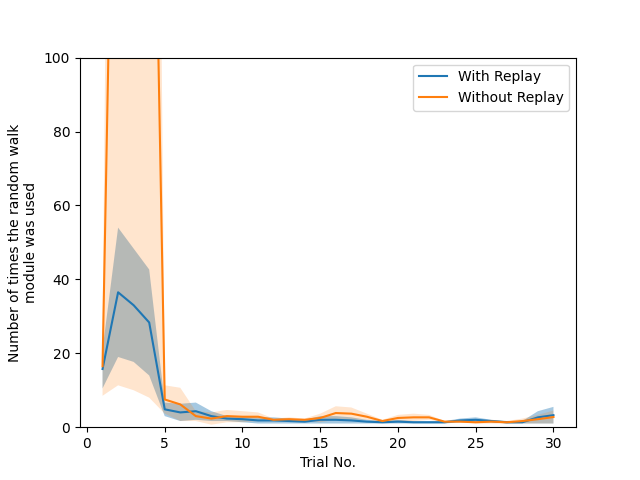 With Replay
Without Replay
100
80
60
40
20
0
0
5
10
15
20
25
30
Number of times the random walk
module was used
Trial No.